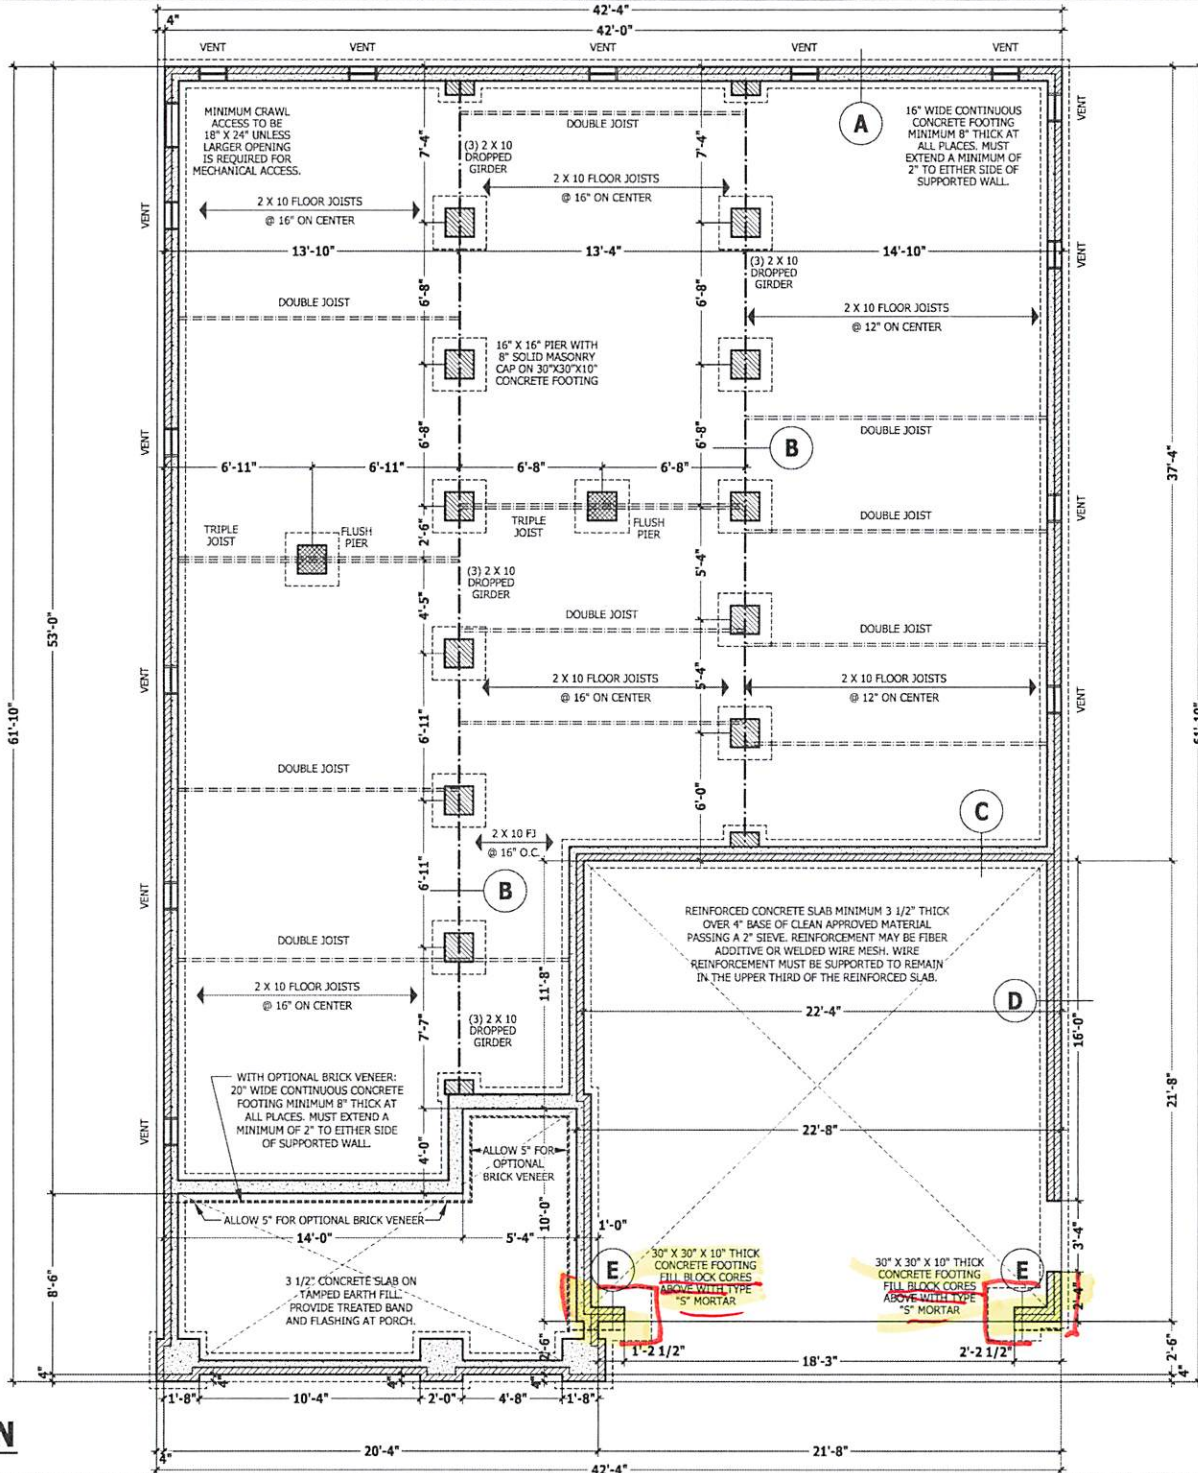 42'-4"
4"
42'-0"
VENT
VENT
VENT
VENT
VENT
MINIMUM CRAWL
ACCESS TO BE
18" X 24" UNLESS
LARGER OPENING
IS REQUIRED FOR
MECHANICAL ACCESS.
7'-4"
(3) 2 X 10
DROPPED
GIRDER
DOUBLE JOIST
7'-4"
A
16" WIDE CONTINUOUS
CONCRETE FOOTING
MINIMUM 8" THICK AT
ALL PLACES. MUST
EXTEND A MINIMUM OF
2" TO EITHER SIDE OF
SUPPORTED WALL.
VENT
2 X 10 FLOOR JOISTS
@ 16" ON CENTER
2 X 10 FLOOR JOISTS
@ 16" ON CENTER
VENT
13'-10"
13'-4"
14'-10"
VENT
(3) 2 X 10
DROPPED
GIRDER
6'-8"
6'-8"
DOUBLE JOIST
2 X 10 FLOOR JOISTS
@ 12" ON CENTER
16" X 16" PIER WITH
8" SOLID MASONRY
CAP ON 30"X30"X10"
CONCRETE FOOTING
DOUBLE JOIST
VENT
6'-8"
6'-8"
B
37'-4"
6'-11"
6'-11"
6'-8"
6'-8"
TRIPLE
JOIST
FLUSH
PIER
2'-6"
TRIPLE
JOIST
FLUSH
PIER
DOUBLE JOIST
VENT
(3) 2 X 10
DROPPED
GIRDER
5'-4"
4'-5"
DOUBLE JOIST
DOUBLE JOIST
53'-0"
VENT
2 X 10 FLOOR JOISTS
@ 16" ON CENTER
5'-4"
2 X 10 FLOOR JOISTS
@ 12" ON CENTER
VENT
61'-10"
61'-10"
6'-11"
DOUBLE JOIST
6'-0"
C
2 X 10 FJ
@ 16" O.C.
6'-11"
B
VENT
REINFORCED CONCRETE SLAB MINIMUM 3 1/2" THICK
OVER 4" BASE OF CLEAN APPROVED MATERIAL
PASSING A 2" SIEVE. REINFORCEMENT MAY BE FIBER
ADDITIVE OR WELDED WIRE MESH. WIRE
REINFORCEMENT MUST BE SUPPORTED TO REMAIN
IN THE UPPER THIRD OF THE REINFORCED SLAB.
DOUBLE JOIST
11'-8"
2 X 10 FLOOR JOISTS
@ 16" ON CENTER
D
22'-4"
7'-7"
(3) 2 X 10
DROPPED
GIRDER
16'-0"
21'-8"
WITH OPTIONAL BRICK VENEER:
20" WIDE CONTINUOUS CONCRETE
FOOTING MINIMUM 8" THICK AT
ALL PLACES. MUST EXTEND A
MINIMUM OF 2" TO EITHER SIDE
OF SUPPORTED WALL.
VENT
22'-8"
4'-0"
ALLOW 5" FOR
OPTIONAL
BRICK VENEER
ALLOW 5" FOR OPTIONAL BRICK VENEER
10'-0"
1'-0"
14'-0"
5'-4"
3'-4"
8'-6"
3 1/2" CONCRETE SLAB ON
TAMPED EARTH FILL.
PROVIDE TREATED BAND
AND FLASHING AT PORCH.
E
30" X 30" X 10" THICK
CONCRETE FOOTING
FILL BLOCK CORES
ABOVE WITH TYPE
"S" MORTAR
30" X 30" X 10" THICK
CONCRETE FOOTING
FILL BLOCK CORES
ABOVE WITH TYPE
"S" MORTAR
E
2'-4"
2'-6"
1'-2 1/2"
18'-3"
2'-2 1/2"
2'-6"
4"
4"
4"
4"
4"
1'-8"
10'-4"
2'-0"
4'-8"
1'-8"
N
4"
20'-4"
21'-8"
42'-4"